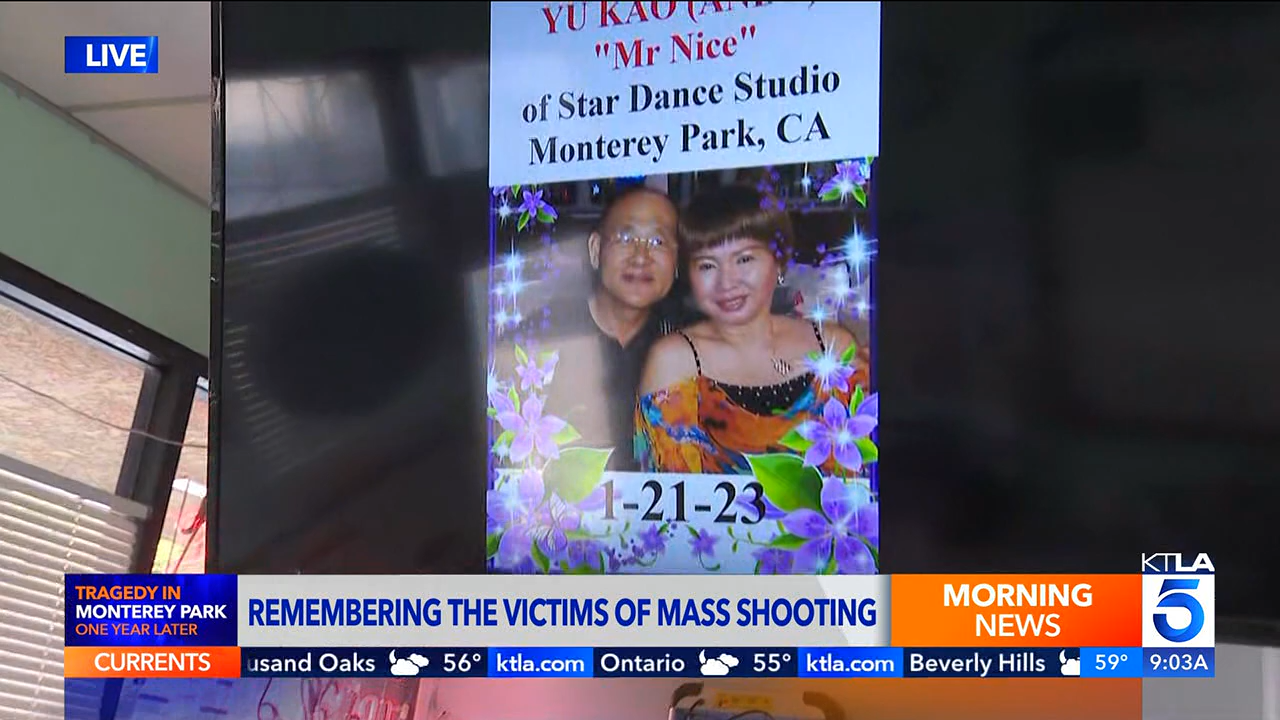 LIVE
YU KAO
"Mr Nice"
of Star Dance Studio
Monterey Park, CA
1-21-23
TRAGEDY IN
MONTEREY PARK
ONE YEAR LATER
REMEMBERING THE VICTIMS OF MASS SHOOTING
MORNING
NEWS
KTLA
5
CURRENTS
usand Oaks 56° ktla.com Ontario 55° ktla.com Beverly Hills
59° 9:03A